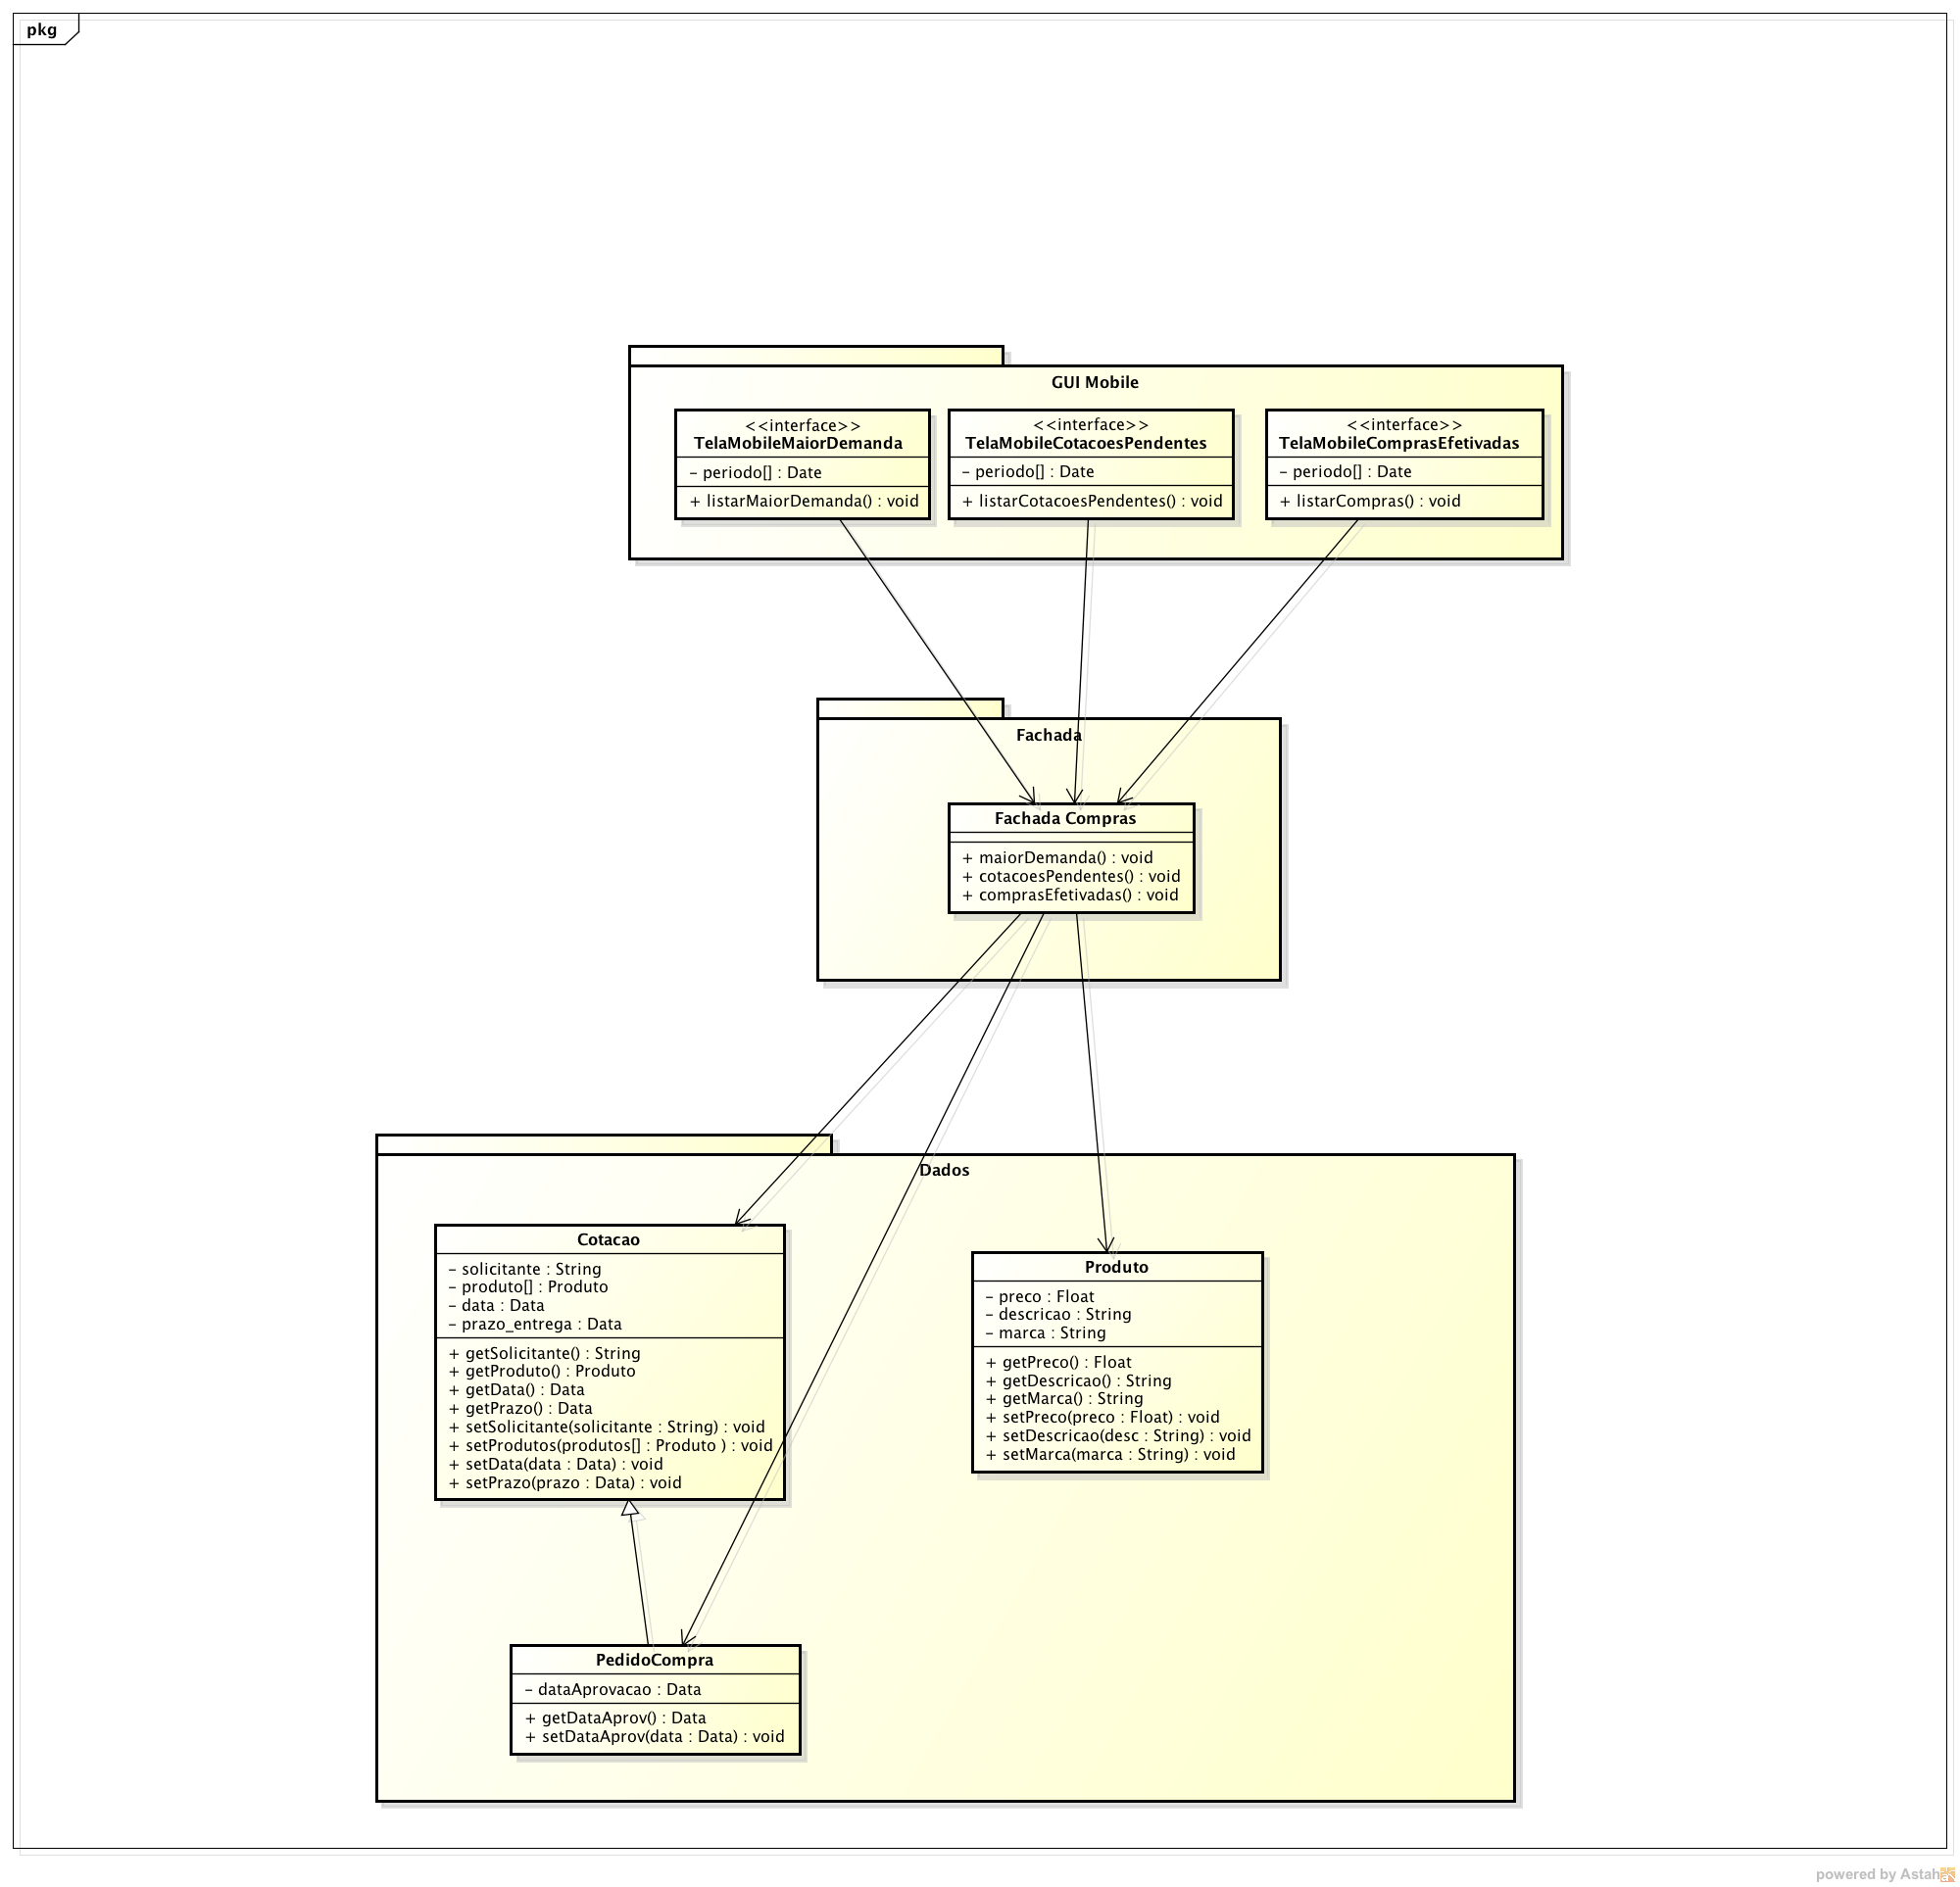 pkg
GUI Mobile
<<interface>>
TelaMobileMaiorDemanda
– periodo[] : Date
+ listarMaiorDemanda() : void
<<interface>>
TelaMobileCotacoesPendentes
– periodo[] : Date
+ listarCotacoesPendentes() : void
<<interface>>
TelaMobileComprasEfetivadas
– periodo[] : Date
+ listarCompras() : void
Fachada
Fachada Compras
+ maiorDemanda() : void
+ cotacoesPendentes() : void
+ comprasEfetivadas() : void
Dados
Cotacao
– solicitante : String
– produto[] : Produto
– data : Data
– prazo_entrega : Data
+ getSolicitante() : String
+ getProduto() : Produto
+ getData() : Data
+ getPrazo() : Data
+ setSolicitante(solicitante : String) : void
+ setProdutos(produtos[] : Produto ) : void
+ setData(data : Data) : void
+ setPrazo(prazo : Data) : void
Produto
– preco : Float
– descricao : String
– marca : String
+ getPreco() : Float
+ getDescricao() : String
+ getMarca() : String
+ setPreco(preco : Float) : void
+ setDescricao(desc : String) : void
+ setMarca(marca : String) : void
PedidoCompra
– dataAprovacao : Data
+ getDataAprov() : Data
+ setDataAprov(data : Data) : void
powered by Astah